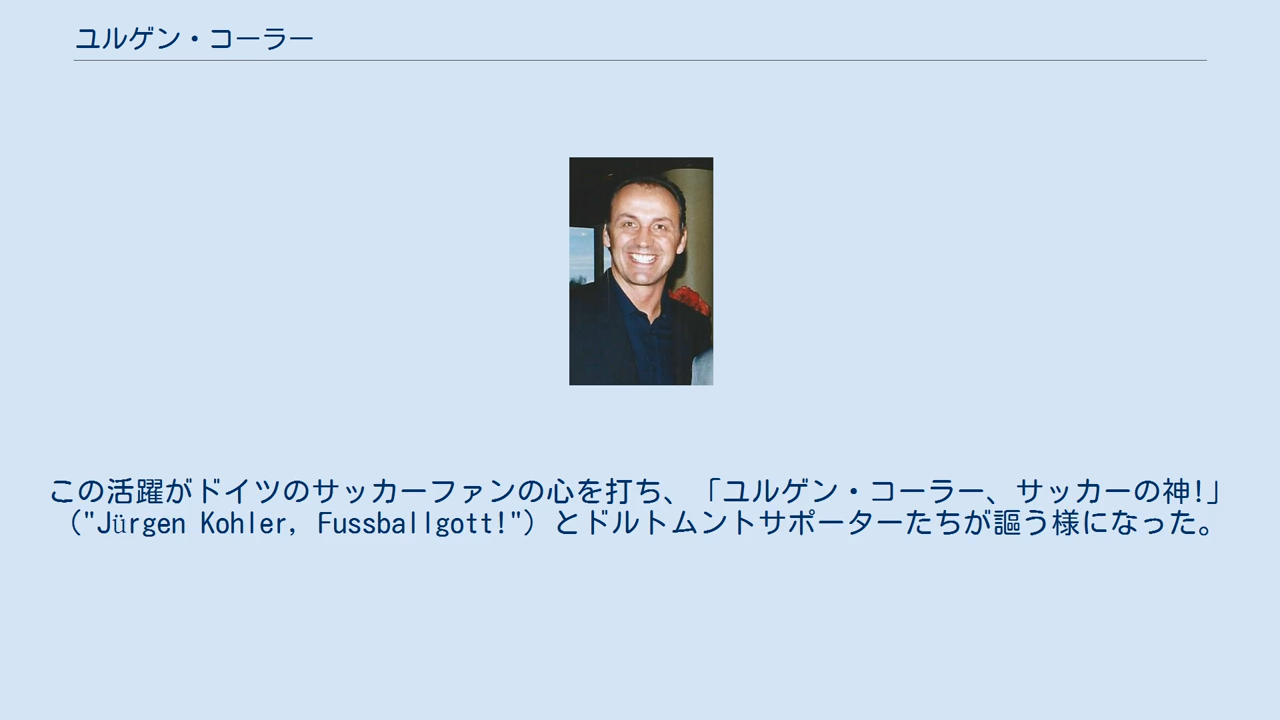 ユルゲン・コーラー
この活躍がドイツのサッカーファンの心を打ち、「ユルゲン・コーラー、サッカーの神!」
（"Jürgen Kohler, Fussballgott!"）とドルトムントサポーターたちが謳う様になった。